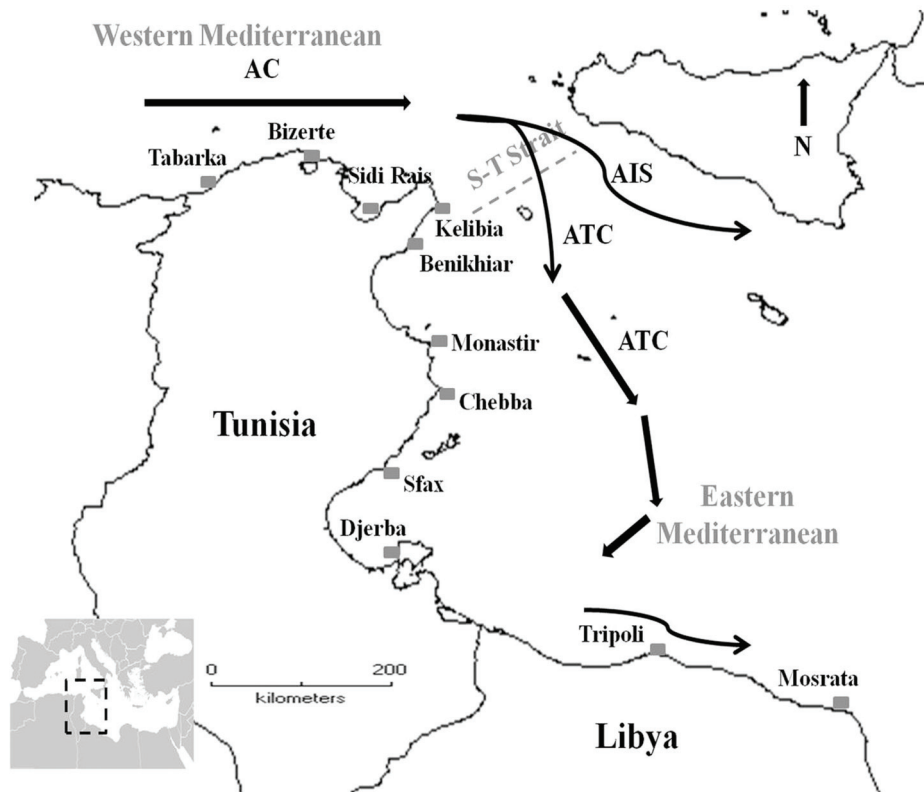 Western Mediterranean
AC
Bizerte
Tabarka
Sidi Rais
S-T Strait
AIS
N
Kelibia
ATC
Benikhiar
Monastir
ATC
Chebba
Tunisia
Sfax
Eastern
Mediterranean
Djerba
Tripoli
0 200
kilometers
Mosrata
Libya